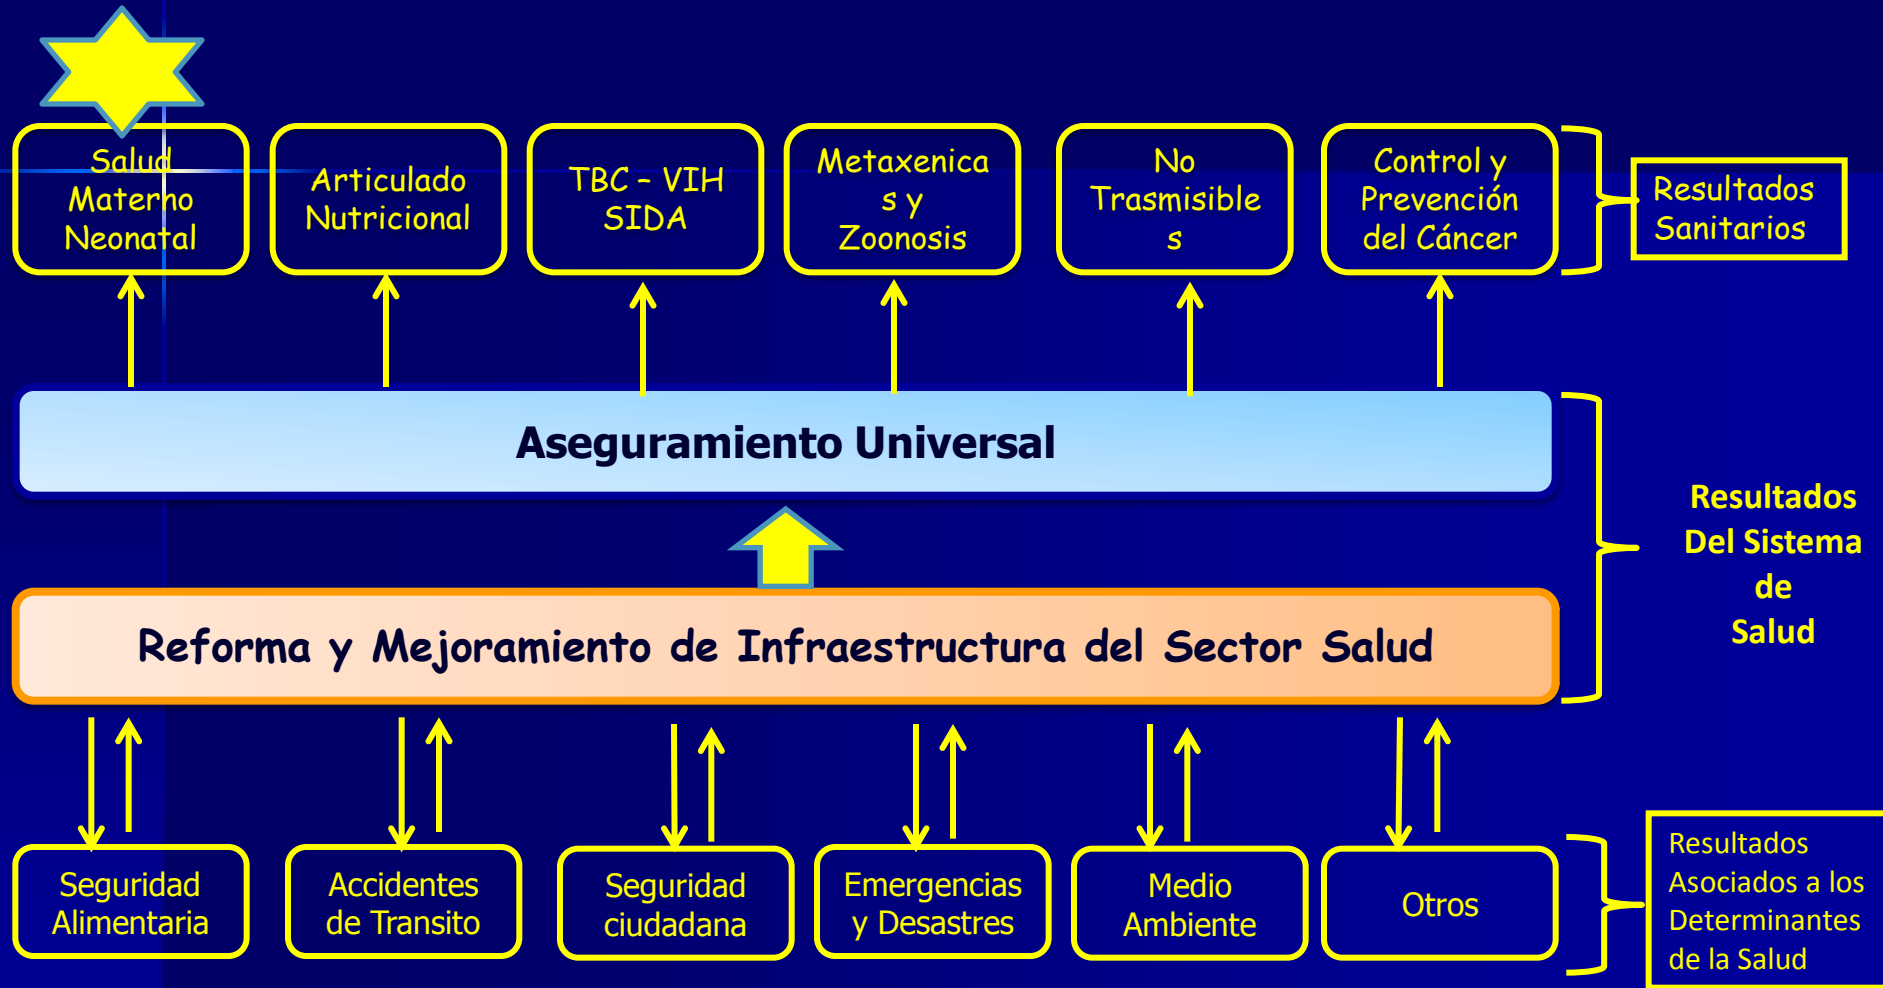 Salud
Materno
Neonatal
Articulado
Nutricional
TBC – VIH
SIDA
Metaxenica
s y
Zoonosis
No
Trasmisible
s
Control y
Prevención
del Cáncer
Resultados
Sanitarios
Aseguramiento Universal
Resultados
Del Sistema
de
Salud
Reforma y Mejoramiento de Infraestructura del Sector Salud
Seguridad
Alimentaria
Accidentes
de Transito
Seguridad
ciudadana
Emergencias
y Desastres
Medio
Ambiente
Otros
Resultados
Asociados a los
Determinantes
de la Salud